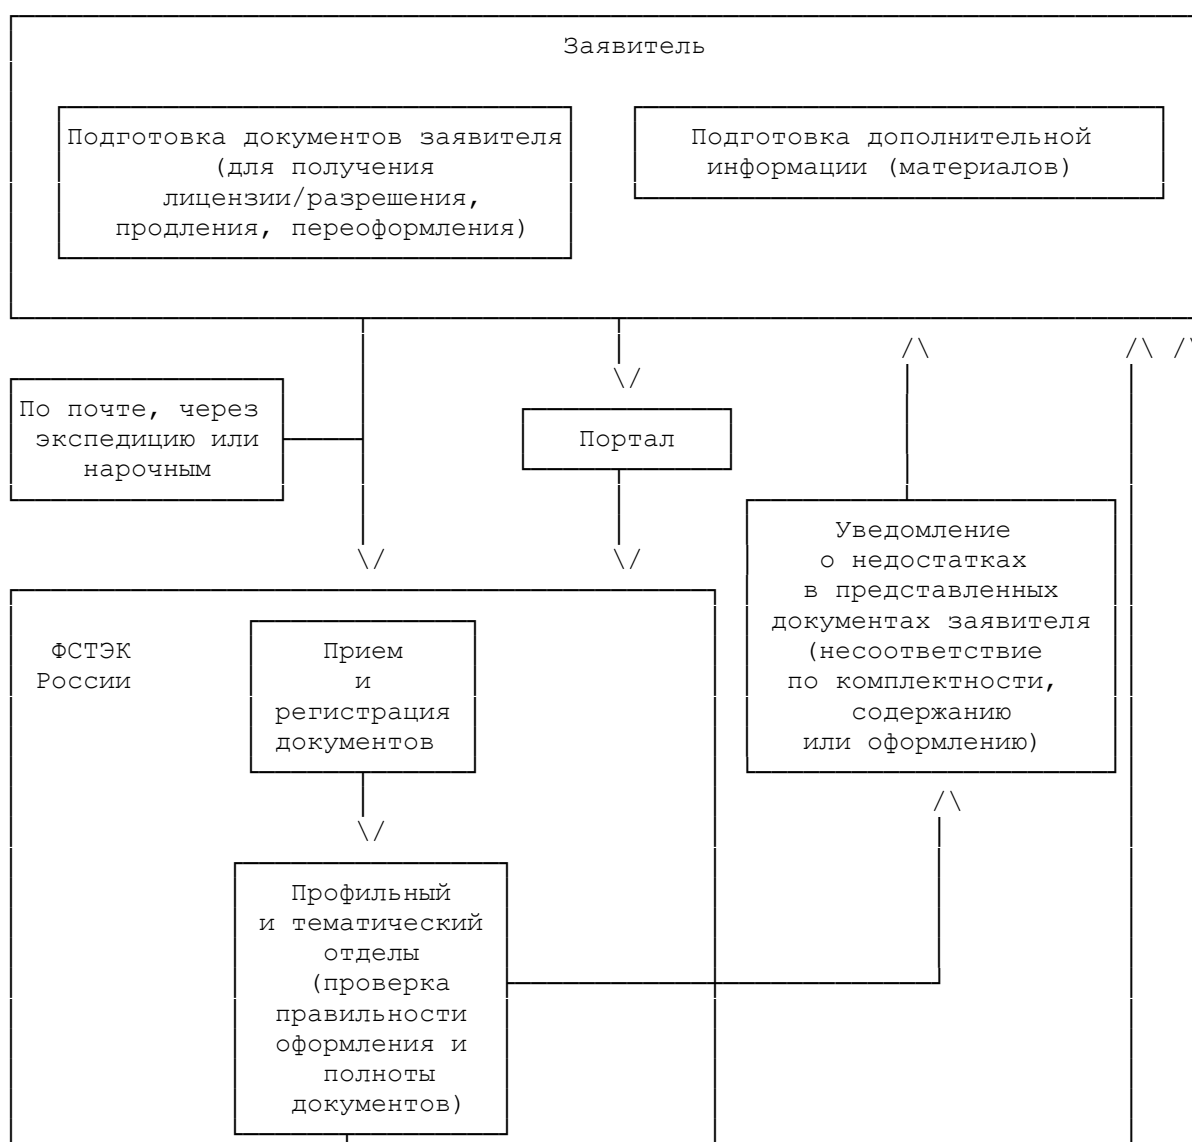 Заявитель
Подготовка документов заявителя
(для получения
лицензии/разрешения,
продления, переоформления)
Подготовка дополнительной
информации (материалов)
По почте, через
экспедицию или
нарочным
Портал
Уведомление
о недостатках
в представленных
документах заявителя
(несоответствие
по комплектности,
содержанию
или оформлению)
ФСТЭК
России
Прием
и
регистрация
документов
Профильный
и тематический
отделы
(проверка
правильности
оформления и
полноты
документов)